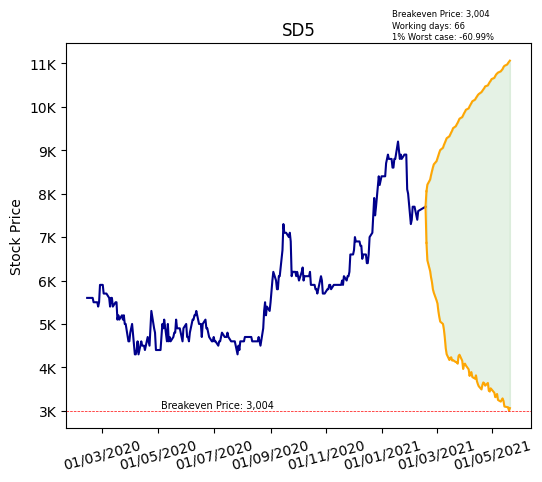 Breakeven Price: 3,004
Working days: 66
1% Worst case: -60.99%
SD5
Stock Price
11K
10K
9K
8K
7K
6K
5K
4K
3K
Breakeven Price: 3,004
01/03/2020
01/05/2020
01/07/2020
01/09/2020
01/11/2020
01/01/2021
01/03/2021
01/05/2021